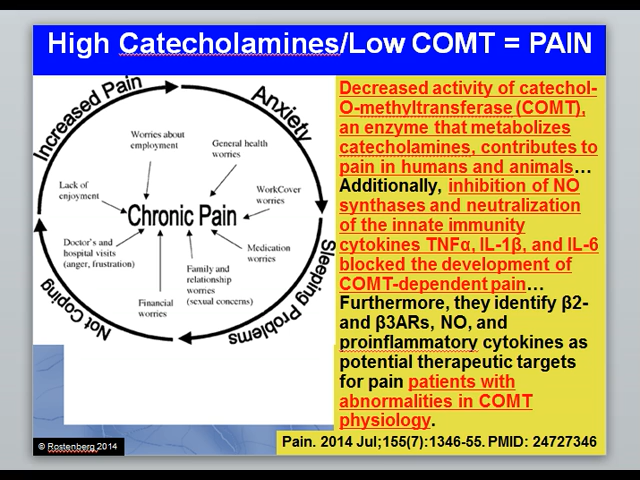 High Catecholamines/Low COMT = PAIN
Increased Pain
Anxiety
Sleeping Problems
Not Coping
Worries about
employment
General health
worries
Lack of
enjoyment
WorkCover
worries
Chronic Pain
Doctor's and
hospital visits
(anger, frustration)
Medication
worries
Family and
relationship
worries
(sexual concerns)
Financial
worries
Decreased activity of catechol-
O-methyltransferase (COMT),
an enzyme that metabolizes
catecholamines, contributes to
pain in humans and animals…
Additionally, inhibition of NO
synthases and neutralization
of the innate immunity
cytokines TNFα, IL-1β, and IL-6
blocked the development of
COMT-dependent pain…
Furthermore, they identify β2-
and β3ARs, NO, and
proinflammatory cytokines as
potential therapeutic targets
for pain patients with
abnormalities in COMT
physiology.
© Rostenberg 2014
Pain. 2014 Jul;155(7):1346-55. PMID: 24727346